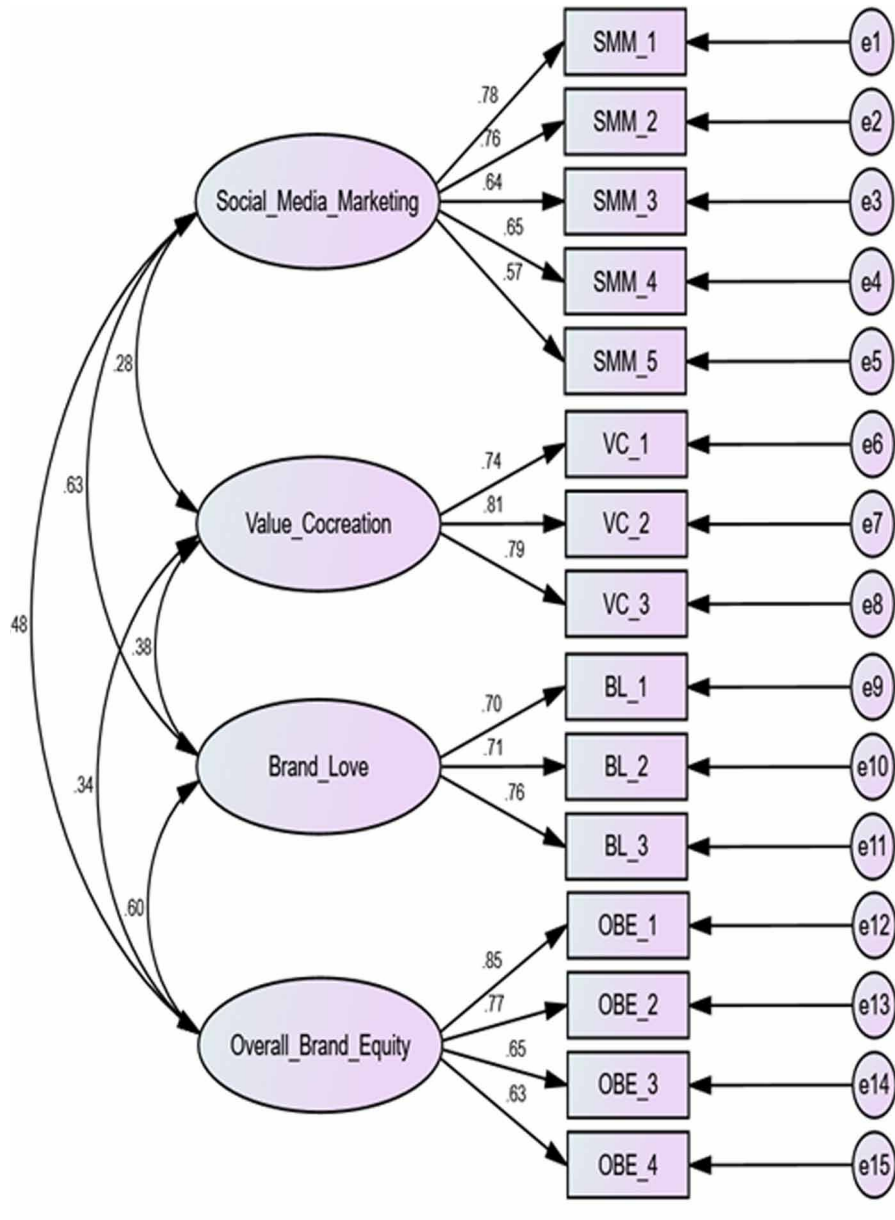 SMM_1
e1
.78
SMM_2
e2
.76
Social_Media_Marketing
.64
SMM_3
e3
.65
SMM_4
e4
.57
SMM_5
e5
.28
VC_1
e6
.74
.63
.81
Value_Cocreation
VC_2
e7
.79
VC_3
e8
.48
.38
BL_1
e9
.70
.71
Brand_Love
BL_2
e10
.34
.76
BL_3
e11
.60
OBE_1
e12
.85
.77
OBE_2
e13
Overall_Brand_Equity
.65
OBE_3
e14
.63
OBE_4
e15